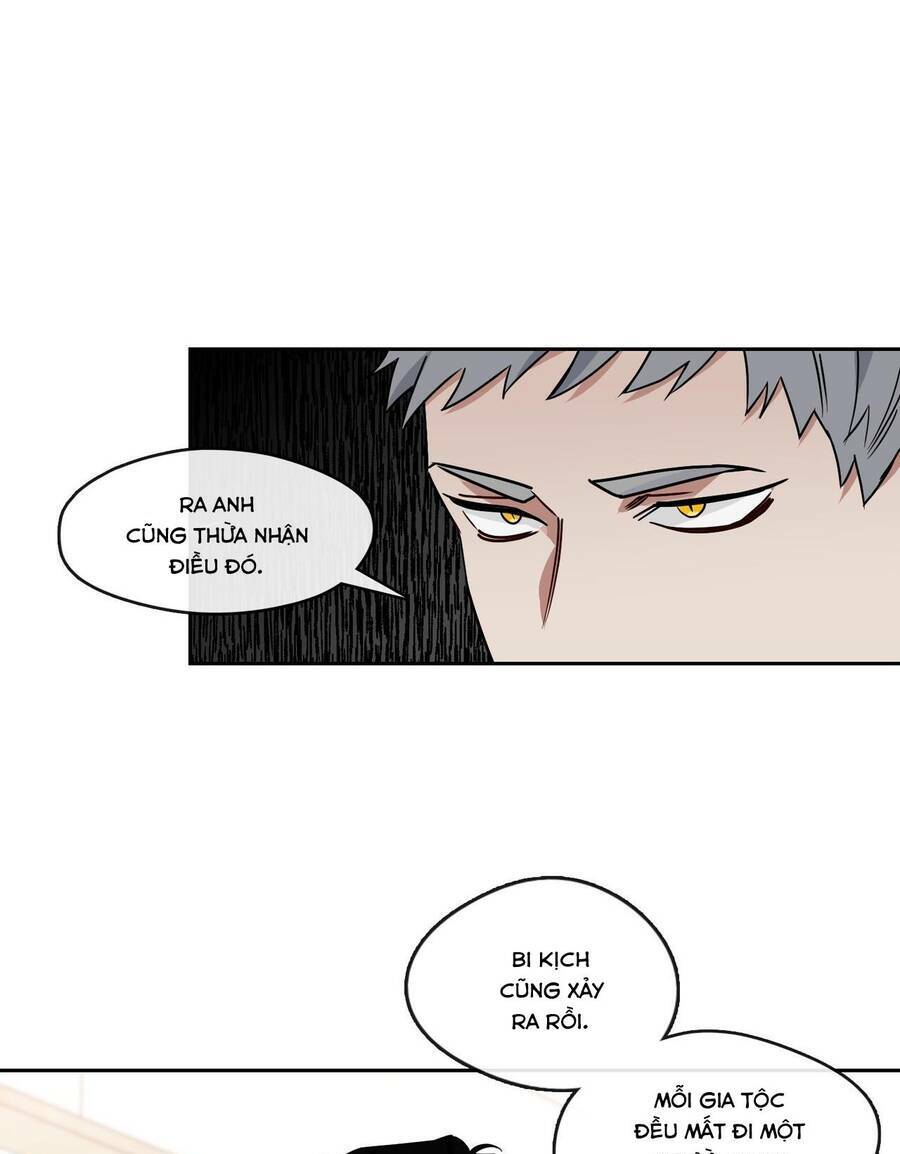 RA ANH
CŨNG THỪA NHẬN
ĐIỀU ĐÓ.
BI KỊCH
CŨNG XẢY
RA RỒI.
MỖI GIA TỘC
ĐỀU MẤT ĐI MỘT